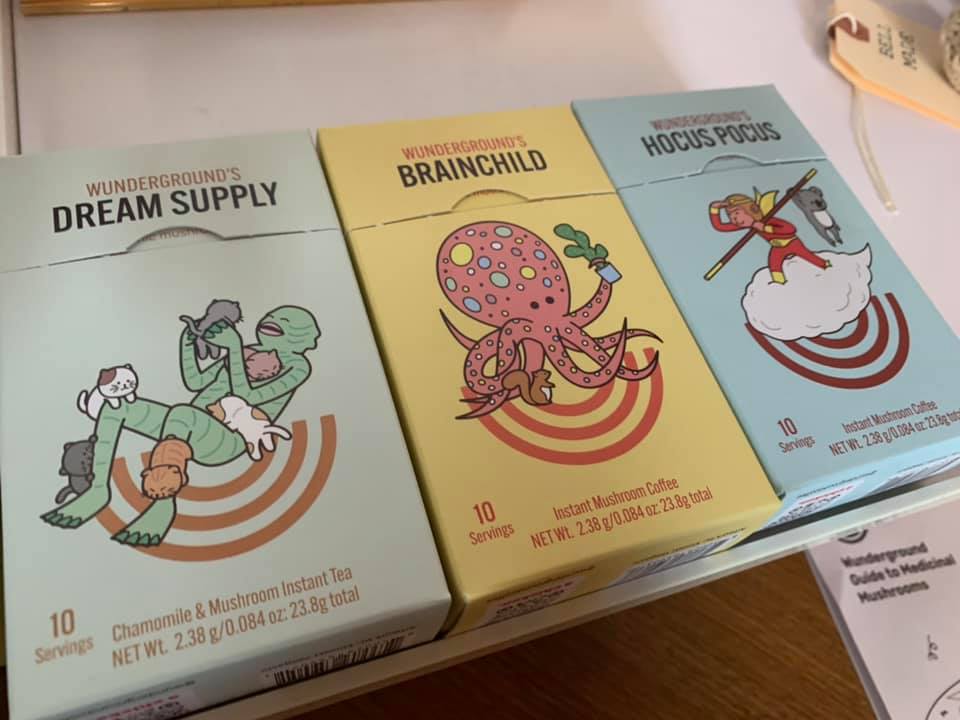 WUNDERGROUND'S
DREAM SUPPLY
10
Servings
Chamomile & Mushroom Instant Tea
NET Wt. 2.38 g/0.084 oz: 23.8g total
WUNDERGROUND'S
BRAINCHILD
10
Servings
Instant Mushroom Coffee
NET Wt. 2.38 g/0.084 oz: 23.8g total
WUNDERGROUND'S
HOCUS POCUS
10
Servings
Instant Mushroom Coffee
NET Wt. 2.38 g/0.084 oz: 23.8g total
BELL
MADE
Wunderground
Guide to Medicinal
Mushrooms